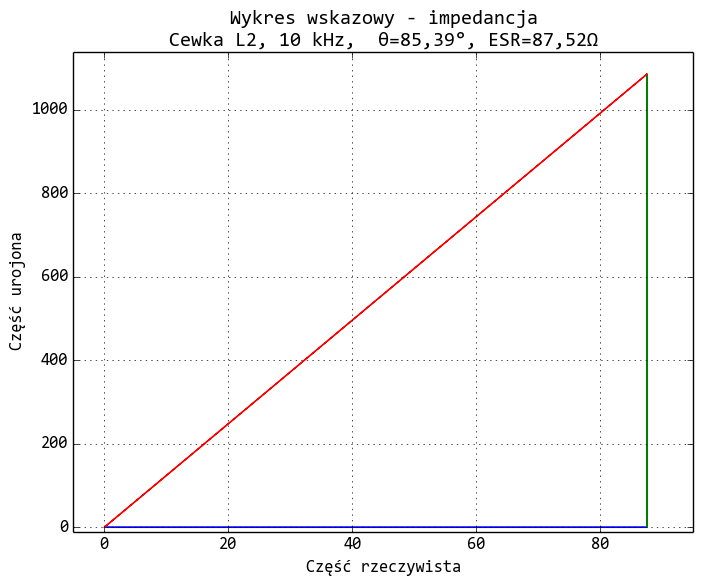 Wykres wskazowy - impedancja
Cewka L2, 10 kHz,  θ=85,39°, ESR=87,52Ω
1000
800
600
400
200
0
Część urojona
0 20 40 60 80
Część rzeczywista